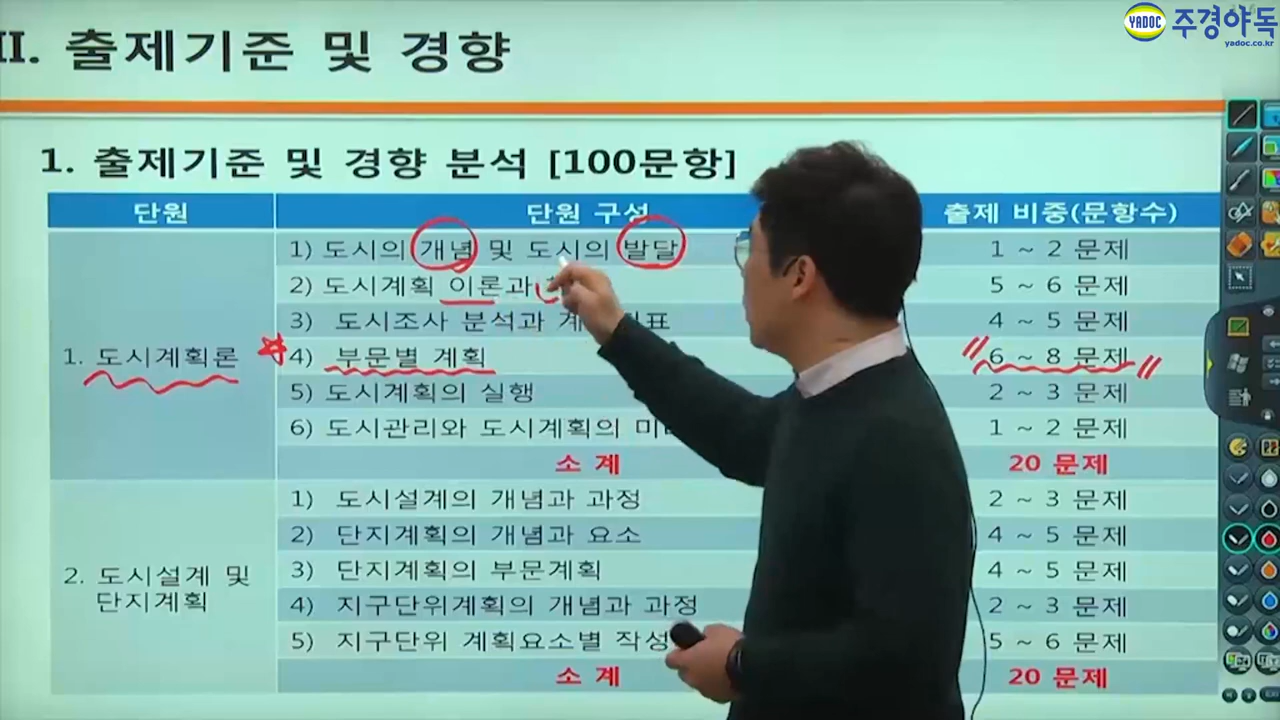 YADOC 주경야독
yadoc.co.kr
II. 출제기준 및 경향
1. 출제기준 및 경향 분석 [100문항]
단원 단원 구성 출제 비중(문항수)
1) 도시의 개념 및 도시의 발달 1 ~ 2 문제
2) 도시계획 이론과 5 ~ 6 문제
3) 도시조사 분석과 4 ~ 5 문제
1. 도시계획론 4) 부문별 계획 6 ~ 8 문제
5) 도시계획의 실행 2 ~ 3 문제
6) 도시관리와 도시계획의 1 ~ 2 문제
소 계 20 문제
1) 도시설계의 개념과 과정 2 ~ 3 문제
2) 단지계획의 개념과 요소 4 ~ 5 문제
2. 도시설계 및 단지계획 3) 단지계획의 부문계획 4 ~ 5 문제
4) 지구단위계획의 개념과 과정 2 ~ 3 문제
5) 지구단위 계획요소별 작성 5 ~ 6 문제
소 계 20 문제